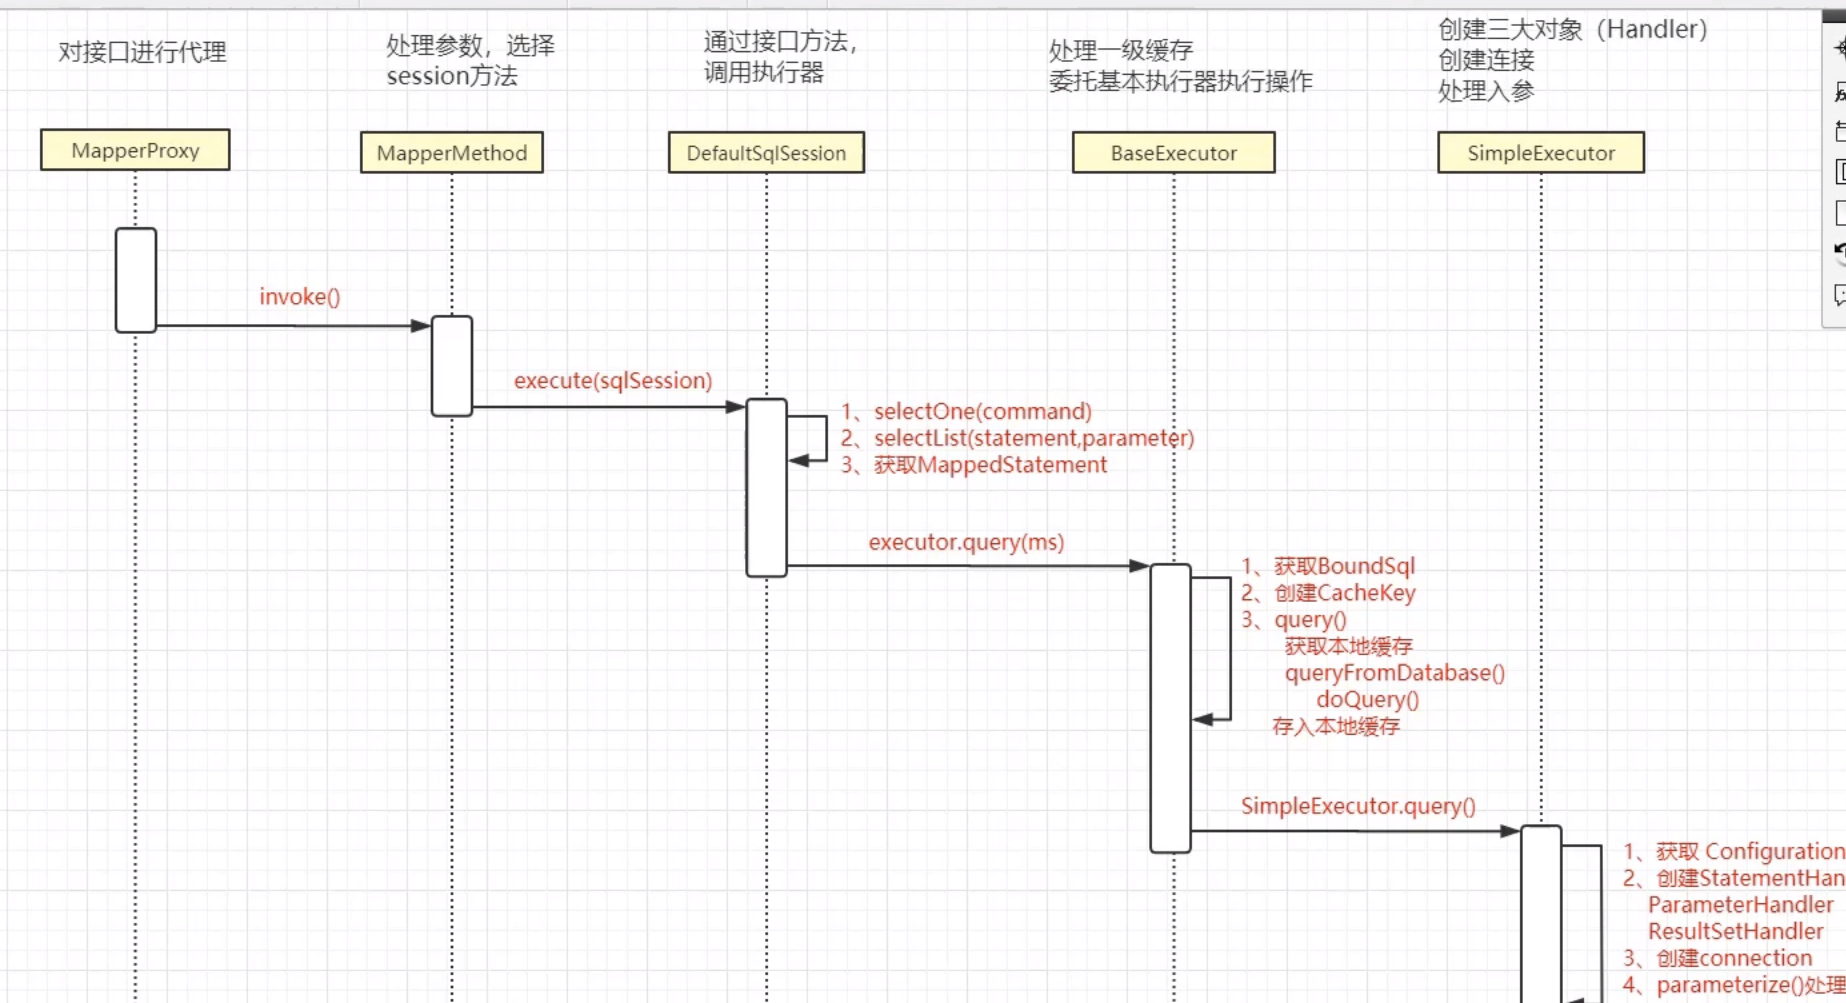 对接口进行代理
处理参数，选择
session方法
通过接口方法，
调用执行器
处理一级缓存
委托基本执行器执行操作
创建三大对象（Handler）
创建连接
处理入参
MapperProxy
MapperMethod
DefaultSqlSession
BaseExecutor
SimpleExecutor
invoke()
execute(sqlSession)
1、selectOne(command)
2、selectList(statement,parameter)
3、获取MappedStatement
executor.query(ms)
1、获取BoundSql
2、创建CacheKey
3、query()
获取本地缓存
queryFromDatabase()
doQuery()
存入本地缓存
SimpleExecutor.query()
1、获取 Configuration
2、创建StatementHan
ParameterHandler
ResultSetHandler
3、创建connection
4、parameterize()处理